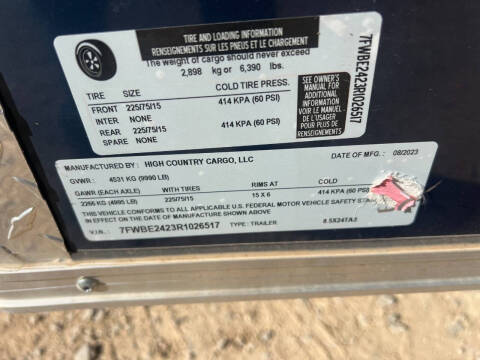 TIRE AND LOADING INFORMATION
RENSEIGNEMENTS SUR LES PNEUS ET LE CHARGEMENT
The weight of cargo should never exceed
2,898 kg or 6,390 lbs.
TIRE SIZE COLD TIRE PRESS.
FRONT 225/75/15 414 KPA (60 PSI)
INTER NONE
REAR 225/75/15 414 KPA (60 PSI)
SPARE NONE
SEE OWNER'S
MANUAL FOR
ADDITIONAL
INFORMATION
VOIR LE MANUEL
DE L'USAGER
POUR PLUS DE
RENSEIGNEMENTS
7FWBE2423R1026517
MANUFACTURED BY: HIGH COUNTRY CARGO, LLC DATE OF MFG. 08/2023
GVWR: 4531 KG (9990 LB)
GAWR (EACH AXLE) WITH TIRES RIMS AT COLD
2266 KG (4995 LB) 225/75/15 15 X 6 414 KPA (60 PSI)
THIS VEHICLE CONFORMS TO ALL APPLICABLE U.S. FEDERAL MOTOR VEHICLE SAFETY
IN EFFECT ON THE DATE OF MANUFACTURE SHOWN ABOVE
V.I.N.: 7FWBE2423R1026517 TYPE: TRAILER 8.5X24TA2